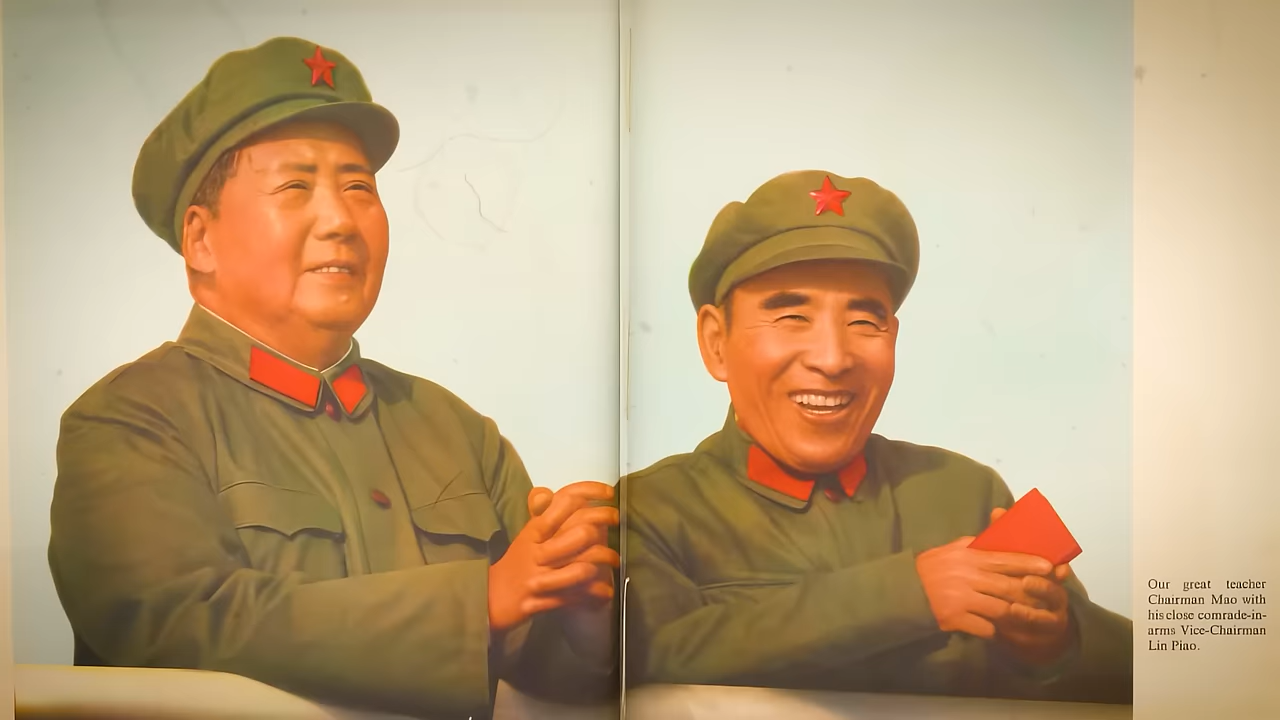 Our great teacher
Chairman Mao with
his close comrade-in-
arms Vice-Chairman
Lin Piao.